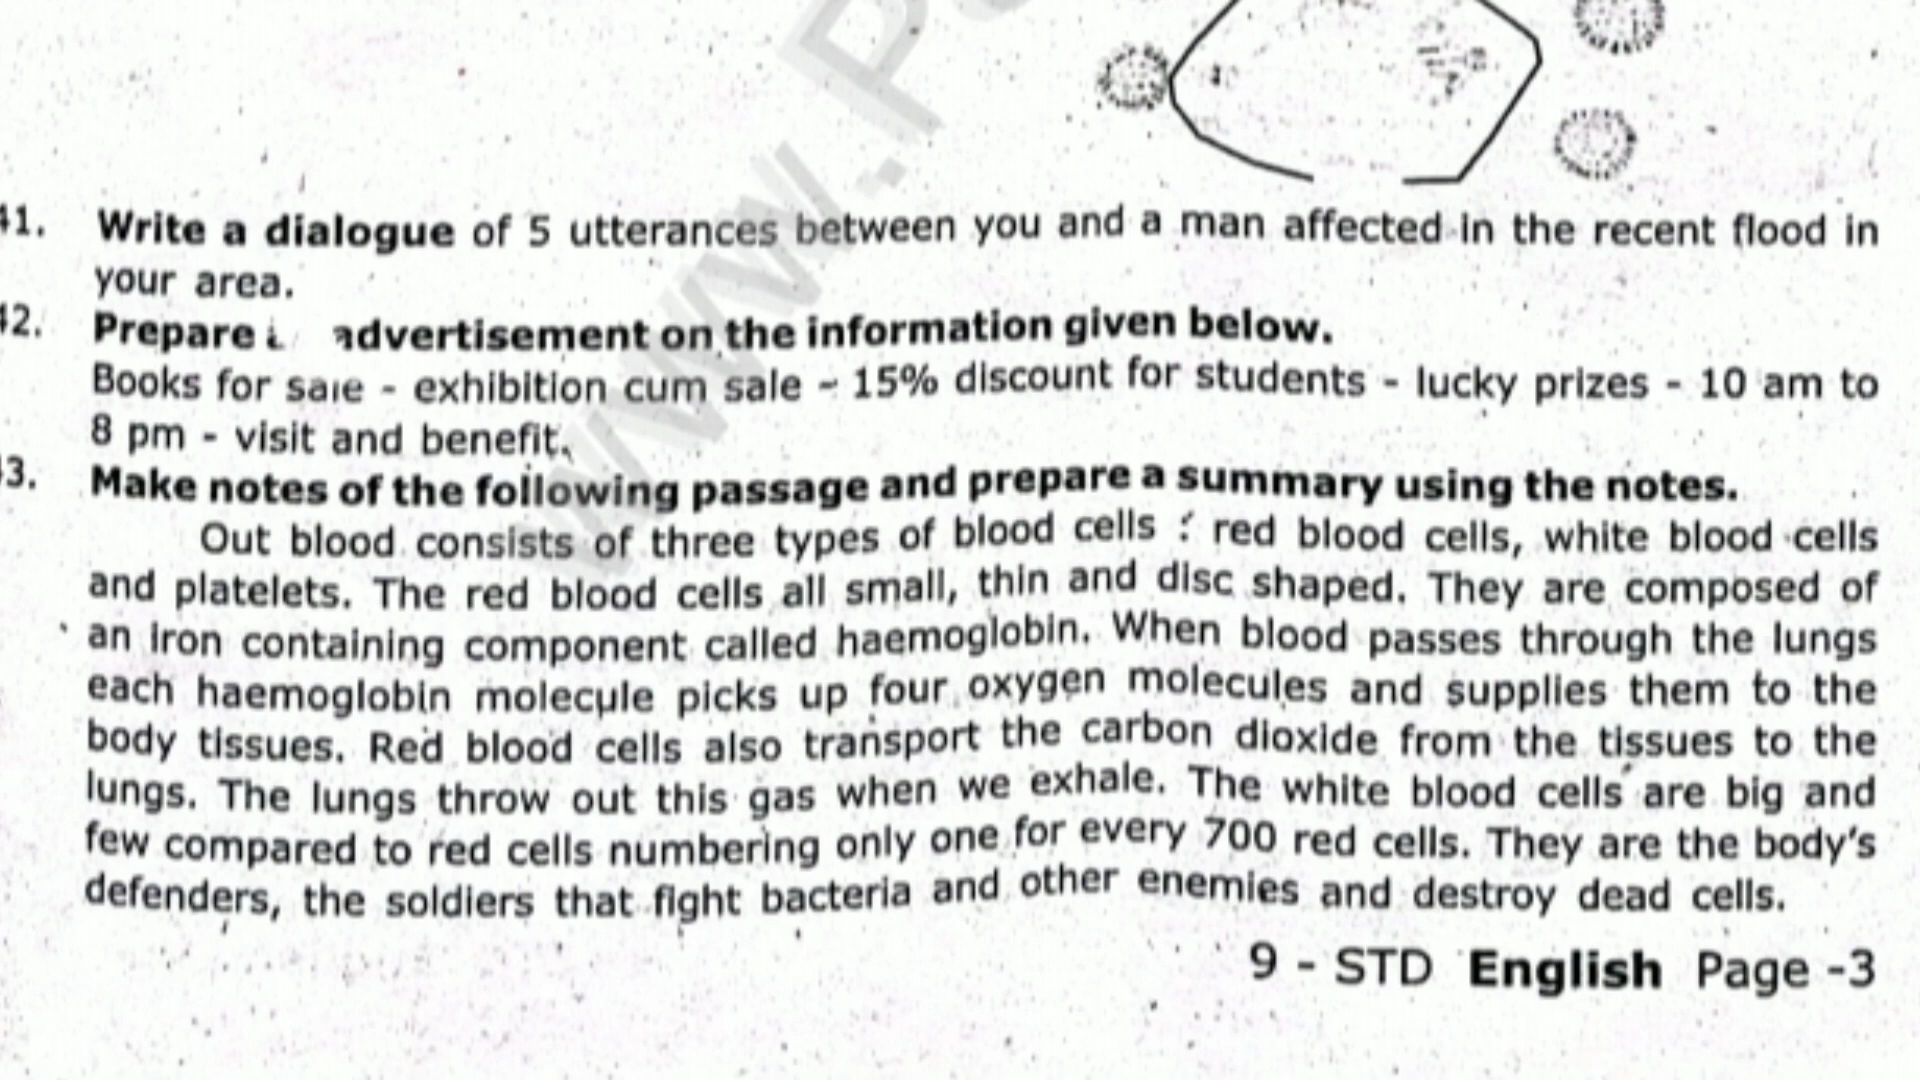 www.P
41. Write a dialogue of 5 utterances between you and a man affected in the recent flood in
your area.
42. Prepare advertisement on the information given below.
Books for sale - exhibition cum sale - 15% discount for students - lucky prizes - 10 am to
8 pm - visit and benefit.
43. Make notes of the following passage and prepare a summary using the notes.
Out blood consists of three types of blood cells : red blood cells, white blood cells
and platelets. The red blood cells all small, thin and disc shaped. They are composed of
an iron containing component called haemoglobin. When blood passes through the lungs
each haemoglobin molecule picks up four oxygen molecules and supplies them to the
body tissues. Red blood cells also transport the carbon dioxide from the tissues to the
lungs. The lungs throw out this gas when we exhale. The white blood cells are big and
few compared to red cells numbering only one for every 700 red cells. They are the body's
defenders, the soldiers that fight bacteria and other enemies and destroy dead cells.
9 - STD English Page -3